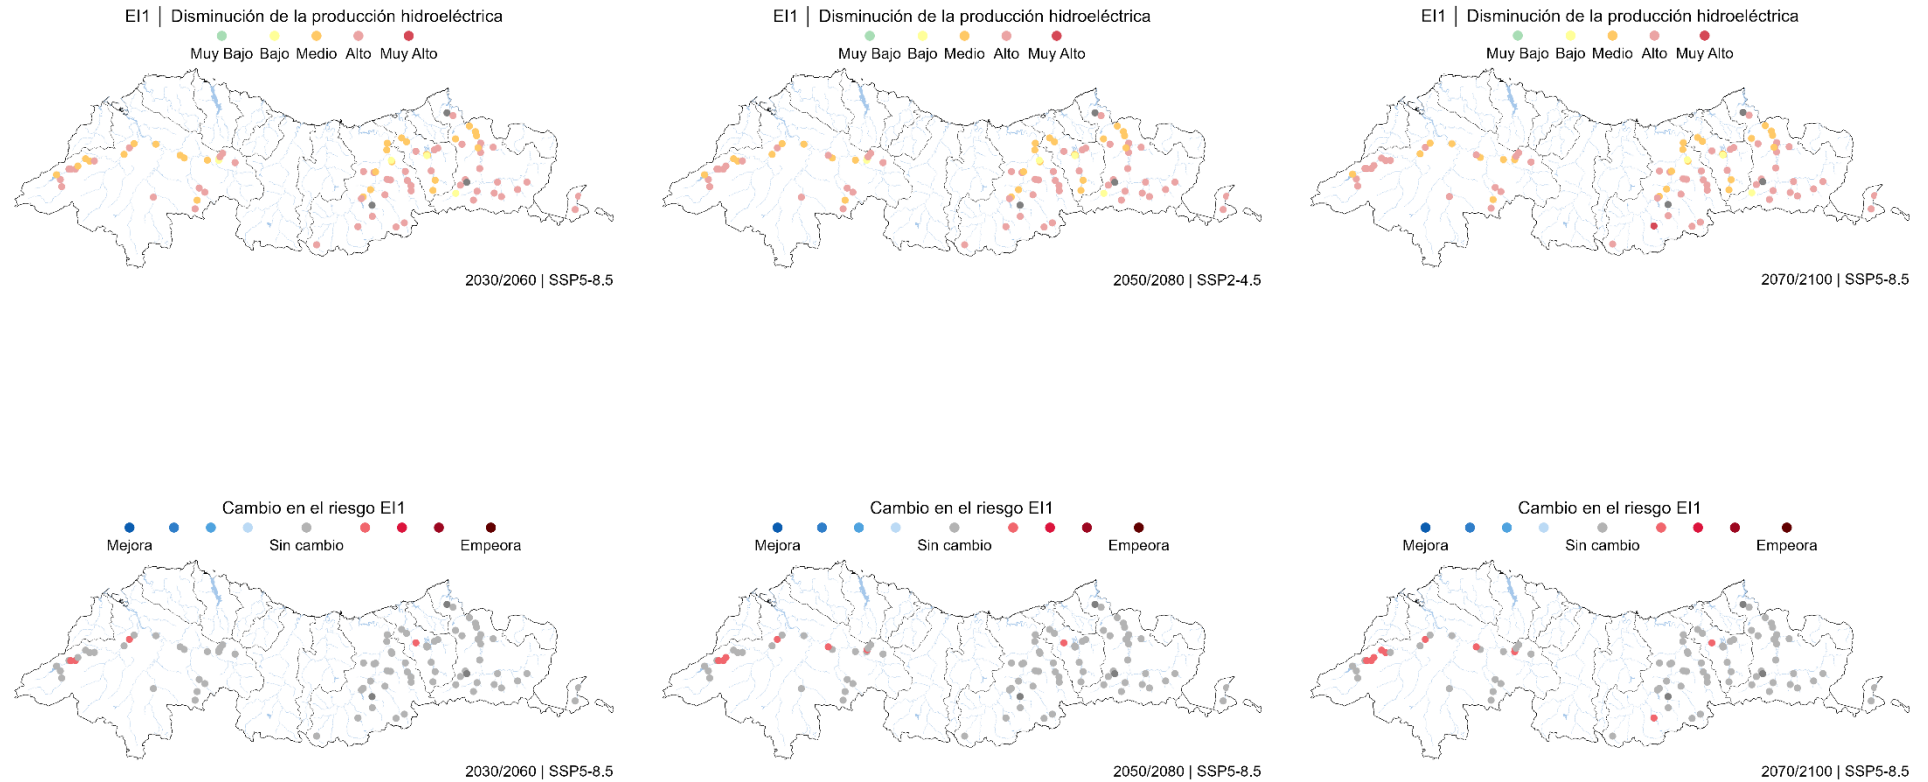 EI1 | Disminución de la producción hidroeléctrica
Muy Bajo Bajo Medio Alto Muy Alto
2030/2060 | SSP5-8.5
EI1 | Disminución de la producción hidroeléctrica
Muy Bajo Bajo Medio Alto Muy Alto
2050/2080 | SSP2-4.5
EI1 | Disminución de la producción hidroeléctrica
Muy Bajo Bajo Medio Alto Muy Alto
2070/2100 | SSP5-8.5
Cambio en el riesgo EI1
Mejora Sin cambio Empeora
2030/2060 | SSP5-8.5
Cambio en el riesgo EI1
Mejora Sin cambio Empeora
2050/2080 | SSP5-8.5
Cambio en el riesgo EI1
Mejora Sin cambio Empeora
2070/2100 | SSP5-8.5